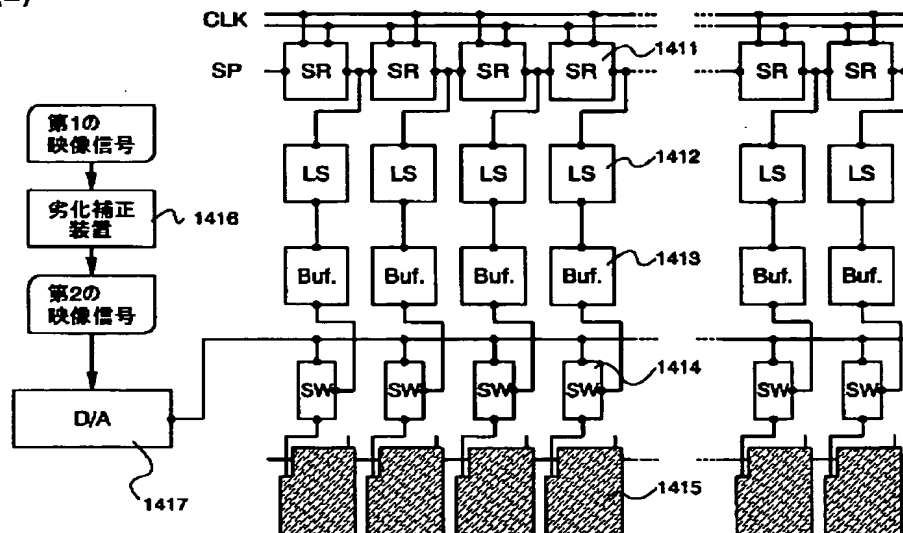 CLK
SP
SR SR SR SR SR SR
1411
第1の
映像信号
LS LS LS LS LS LS
1412
劣化補正
装置
1416
Buf. Buf. Buf. Buf. Buf. Buf.
1413
第2の
映像信号
SW SW SW SW SW SW
1414
D/A
1417
1415